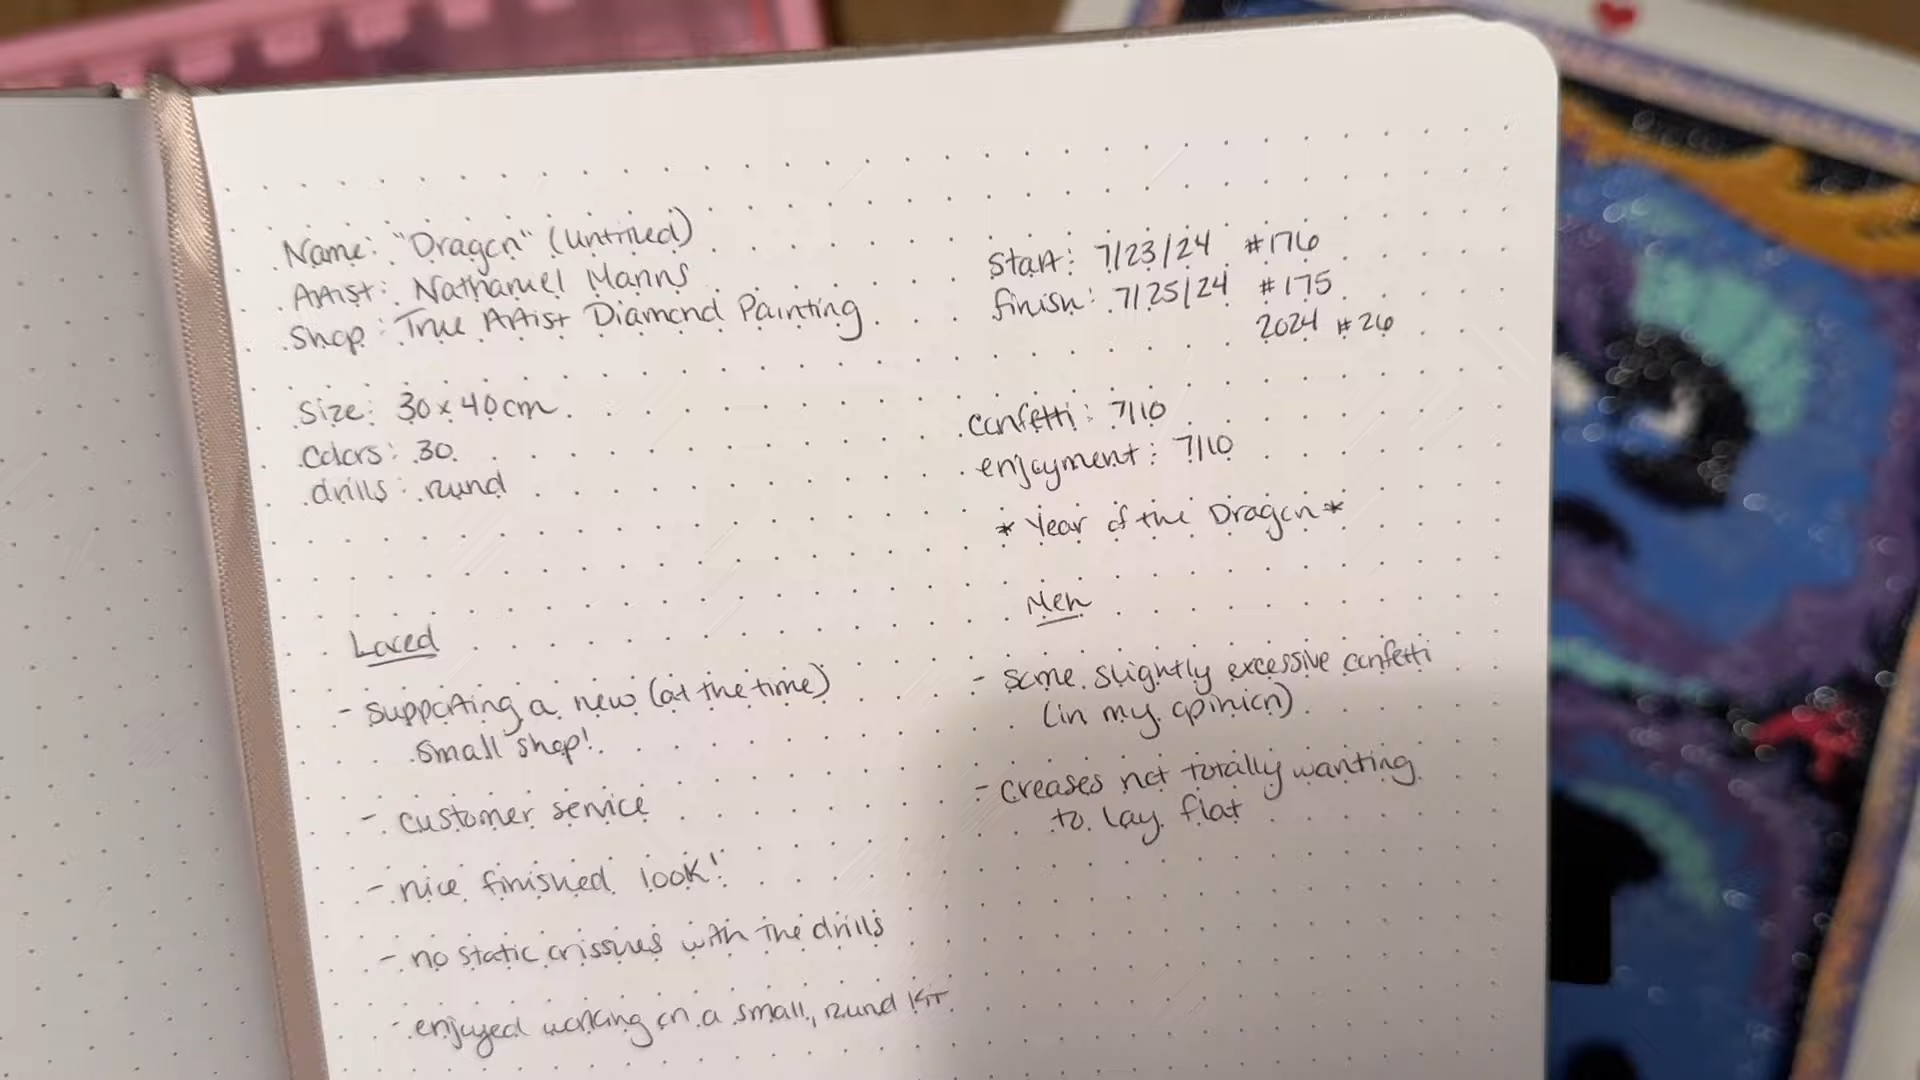 Name: "Dragon" (untitled)
Artist: Nathanuel Manns
Shop: True Artist Diamond Painting
Start: 7/23/24 #176
finish: 7/25/24 #175
2024 #26
Size: 30x40cm
Colors: 30
drills: round
confetti: 7/10
enjoyment: 7/10
* Year of the Dragon *
Loved
- supporting a new (at the time)
small shop!
- customer service
- nice finished look!
- no static or issues with the drills
- enjoyed working on a small, round kit
Meh
- some slightly excessive confetti
(in my opinion)
- creases not totally wanting
to lay flat